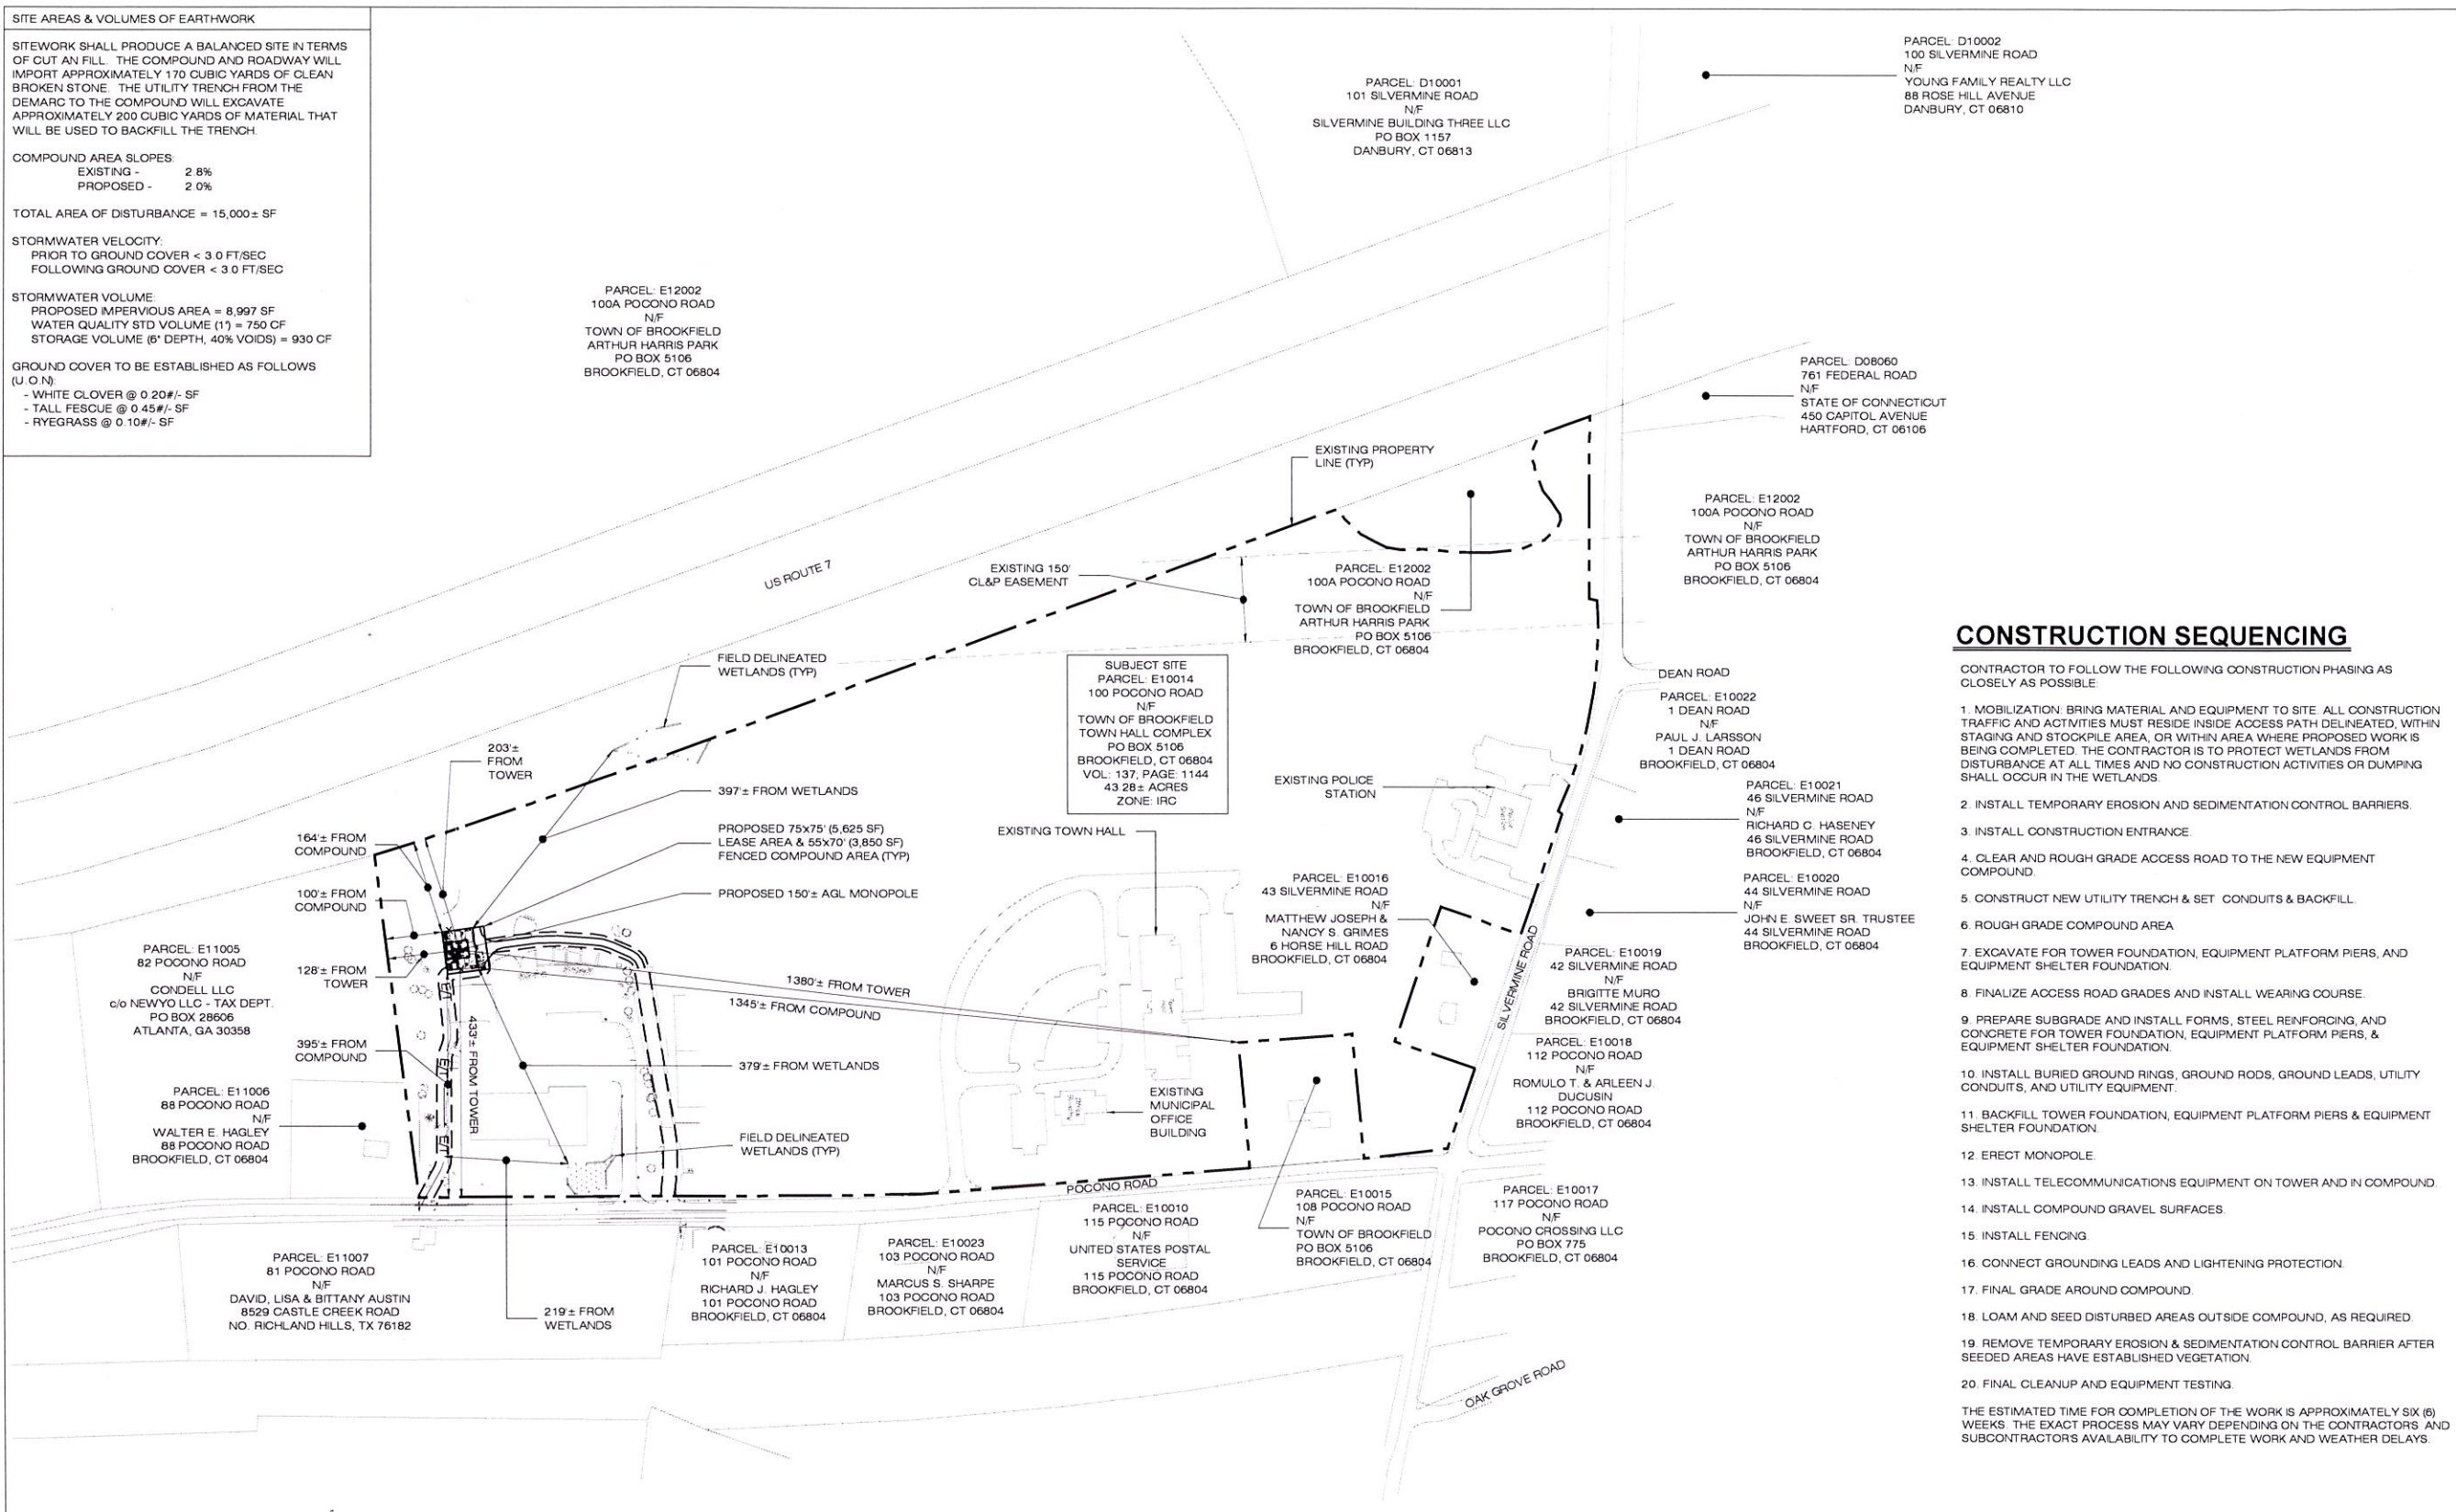 SITE AREAS & VOLUMES OF EARTHWORK
SITEWORK SHALL PRODUCE A BALANCED SITE IN TERMS
OF CUT AN FILL. THE COMPOUND AND ROADWAY WILL
IMPORT APPROXIMATELY 170 CUBIC YARDS OF CLEAN
BROKEN STONE. THE UTILITY TRENCH FROM THE
DEMARC TO THE COMPOUND WILL EXCAVATE
APPROXIMATELY 200 CUBIC YARDS OF MATERIAL THAT
WILL BE USED TO BACKFILL THE TRENCH.
COMPOUND AREA SLOPES:
EXISTING - 2.8%
PROPOSED - 2.0%
TOTAL AREA OF DISTURBANCE = 15,000± SF
STORMWATER VELOCITY:
PRIOR TO GROUND COVER < 3.0 FT/SEC
FOLLOWING GROUND COVER < 3.0 FT/SEC
STORMWATER VOLUME:
PROPOSED IMPERVIOUS AREA = 8,997 SF
WATER QUALITY STD VOLUME (1") = 750 CF
STORAGE VOLUME (6" DEPTH, 40% VOIDS) = 930 CF
GROUND COVER TO BE ESTABLISHED AS FOLLOWS
(U.O.N):
- WHITE CLOVER @ 0.20#/- SF
- TALL FESCUE @ 0.45#/- SF
- RYEGRASS @ 0.10#/- SF
PARCEL: E12002
100A POCONO ROAD
N/F
TOWN OF BROOKFIELD
ARTHUR HARRIS PARK
PO BOX 5106
BROOKFIELD, CT 06804
PARCEL: D10001
101 SILVERMINE ROAD
N/F
SILVERMINE BUILDING THREE LLC
PO BOX 1157
DANBURY, CT 06813
PARCEL: D10002
100 SILVERMINE ROAD
N/F
YOUNG FAMILY REALTY LLC
88 ROSE HILL AVENUE
DANBURY, CT 06810
PARCEL: D08060
761 FEDERAL ROAD
N/F
STATE OF CONNECTICUT
450 CAPITOL AVENUE
HARTFORD, CT 06106
EXISTING PROPERTY
LINE (TYP)
PARCEL: E12002
100A POCONO ROAD
N/F
TOWN OF BROOKFIELD
ARTHUR HARRIS PARK
PO BOX 5106
BROOKFIELD, CT 06804
US ROUTE 7
EXISTING 150'
CL&P EASEMENT
PARCEL: E12002
100A POCONO ROAD
N/F
TOWN OF BROOKFIELD
ARTHUR HARRIS PARK
PO BOX 5106
BROOKFIELD, CT 06804
FIELD DELINEATED
WETLANDS (TYP)
SUBJECT SITE
PARCEL: E10014
100 POCONO ROAD
N/F
TOWN OF BROOKFIELD
TOWN HALL COMPLEX
PO BOX 5106
BROOKFIELD, CT 06804
VOL: 137; PAGE: 1144
43.28± ACRES
ZONE: IRC
DEAN ROAD
PARCEL: E10022
1 DEAN ROAD
N/F
PAUL J. LARSSON
1 DEAN ROAD
BROOKFIELD, CT 06804
203'±
FROM
TOWER
397'± FROM WETLANDS
EXISTING POLICE
STATION
Police
Station
PARCEL: E10021
46 SILVERMINE ROAD
N/F
RICHARD C. HASENEY
46 SILVERMINE ROAD
BROOKFIELD, CT 06804
164'± FROM
COMPOUND
PROPOSED 75x75' (5,625 SF)
LEASE AREA & 55x70' (3,850 SF)
FENCED COMPOUND AREA (TYP)
EXISTING TOWN HALL
100'± FROM
COMPOUND
PROPOSED 150'± AGL MONOPOLE
PARCEL: E10016
43 SILVERMINE ROAD
N/F
MATTHEW JOSEPH &
NANCY S. GRIMES
6 HORSE HILL ROAD
BROOKFIELD, CT 06804
PARCEL: E10020
44 SILVERMINE ROAD
N/F
JOHN E. SWEET SR. TRUSTEE
44 SILVERMINE ROAD
BROOKFIELD, CT 06804
PARCEL: E11005
82 POCONO ROAD
N/F
CONDELL LLC
c/o NEWYO LLC - TAX DEPT.
PO BOX 28606
ATLANTA, GA 30358
128'± FROM
TOWER
1380'± FROM TOWER
1345'± FROM COMPOUND
SILVERMINE ROAD
PARCEL: E10019
42 SILVERMINE ROAD
N/F
BRIGITTE MURO
42 SILVERMINE ROAD
BROOKFIELD, CT 06804
395'± FROM
COMPOUND
E/T
E/T
E/T
433'± FROM TOWER
379'± FROM WETLANDS
PARCEL: E10018
112 POCONO ROAD
N/F
ROMULO T. & ARLEEN J.
DUCUSIN
112 POCONO ROAD
BROOKFIELD, CT 06804
PARCEL: E11006
88 POCONO ROAD
N/F
WALTER E. HAGLEY
88 POCONO ROAD
BROOKFIELD, CT 06804
EXISTING
MUNICIPAL
OFFICE
BUILDING
FIELD DELINEATED
WETLANDS (TYP)
POCONO ROAD
PARCEL: E11007
81 POCONO ROAD
N/F
DAVID, LISA & BITTANY AUSTIN
8529 CASTLE CREEK ROAD
NO. RICHLAND HILLS, TX 76182
219'± FROM
WETLANDS
PARCEL: E10013
101 POCONO ROAD
N/F
RICHARD J. HAGLEY
101 POCONO ROAD
BROOKFIELD, CT 06804
PARCEL: E10023
103 POCONO ROAD
N/F
MARCUS S. SHARPE
103 POCONO ROAD
BROOKFIELD, CT 06804
PARCEL: E10010
115 POCONO ROAD
N/F
UNITED STATES POSTAL
SERVICE
115 POCONO ROAD
BROOKFIELD, CT 06804
PARCEL: E10015
108 POCONO ROAD
N/F
TOWN OF BROOKFIELD
PO BOX 5106
BROOKFIELD, CT 06804
PARCEL: E10017
117 POCONO ROAD
N/F
POCONO CROSSING LLC
PO BOX 775
BROOKFIELD, CT 06804
OAK GROVE ROAD
CONSTRUCTION SEQUENCING
CONTRACTOR TO FOLLOW THE FOLLOWING CONSTRUCTION PHASING AS
CLOSELY AS POSSIBLE:
1. MOBILIZATION: BRING MATERIAL AND EQUIPMENT TO SITE. ALL CONSTRUCTION
TRAFFIC AND ACTIVITIES MUST RESIDE INSIDE ACCESS PATH DELINEATED, WITHIN
STAGING AND STOCKPILE AREA, OR WITHIN AREA WHERE PROPOSED WORK IS
BEING COMPLETED. THE CONTRACTOR IS TO PROTECT WETLANDS FROM
DISTURBANCE AT ALL TIMES AND NO CONSTRUCTION ACTIVITIES OR DUMPING
SHALL OCCUR IN THE WETLANDS.
2. INSTALL TEMPORARY EROSION AND SEDIMENTATION CONTROL BARRIERS.
3. INSTALL CONSTRUCTION ENTRANCE.
4. CLEAR AND ROUGH GRADE ACCESS ROAD TO THE NEW EQUIPMENT
COMPOUND.
5. CONSTRUCT NEW UTILITY TRENCH & SET CONDUITS & BACKFILL.
6. ROUGH GRADE COMPOUND AREA
7. EXCAVATE FOR TOWER FOUNDATION, EQUIPMENT PLATFORM PIERS, AND
EQUIPMENT SHELTER FOUNDATION.
8. FINALIZE ACCESS ROAD GRADES AND INSTALL WEARING COURSE.
9. PREPARE SUBGRADE AND INSTALL FORMS, STEEL REINFORCING, AND
CONCRETE FOR TOWER FOUNDATION, EQUIPMENT PLATFORM PIERS, &
EQUIPMENT SHELTER FOUNDATION.
10. INSTALL BURIED GROUND RINGS, GROUND RODS, GROUND LEADS, UTILITY
CONDUITS, AND UTILITY EQUIPMENT.
11. BACKFILL TOWER FOUNDATION, EQUIPMENT PLATFORM PIERS & EQUIPMENT
SHELTER FOUNDATION.
12. ERECT MONOPOLE.
13. INSTALL TELECOMMUNICATIONS EQUIPMENT ON TOWER AND IN COMPOUND.
14. INSTALL COMPOUND GRAVEL SURFACES.
15. INSTALL FENCING.
16. CONNECT GROUNDING LEADS AND LIGHTENING PROTECTION.
17. FINAL GRADE AROUND COMPOUND.
18. LOAM AND SEED DISTURBED AREAS OUTSIDE COMPOUND, AS REQUIRED.
19. REMOVE TEMPORARY EROSION & SEDIMENTATION CONTROL BARRIER AFTER
SEEDED AREAS HAVE ESTABLISHED VEGETATION.
20. FINAL CLEANUP AND EQUIPMENT TESTING.
THE ESTIMATED TIME FOR COMPLETION OF THE WORK IS APPROXIMATELY SIX (6)
WEEKS. THE EXACT PROCESS MAY VARY DEPENDING ON THE CONTRACTORS AND
SUBCONTRACTORS AVAILABILITY TO COMPLETE WORK AND WEATHER DELAYS.